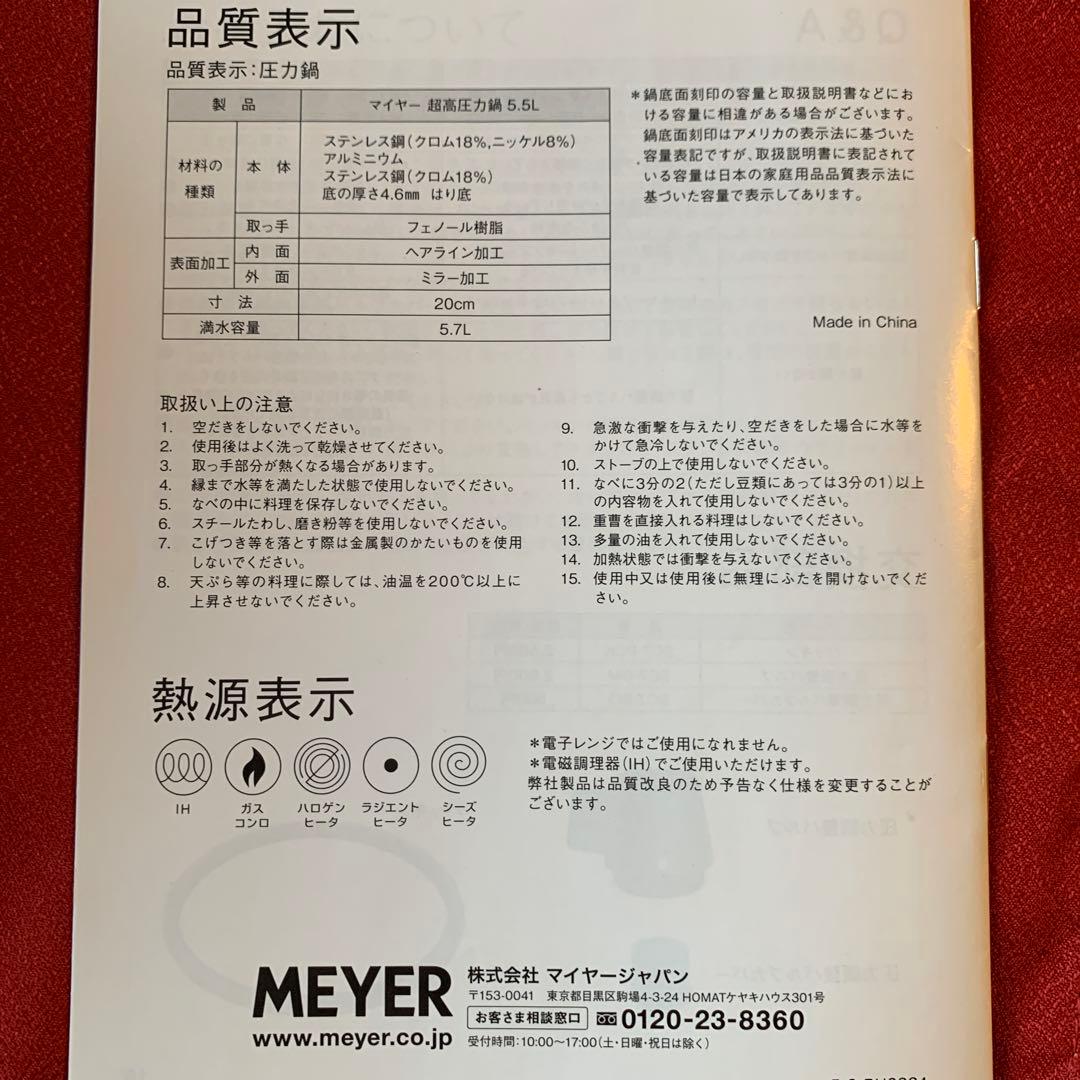 品質表示
品質表示：圧力鍋
製 品 マイヤー 超高圧力鍋 5.5L
材料の種類 本 体 ステンレス鋼（クロム18%,ニッケル8%）
アルミニウム
ステンレス鋼（クロム18%）
底の厚さ4.6㎜ はり底
取っ手 フェノール樹脂
表面加工 内 面 ヘアライン加工
外 面 ミラー加工
寸 法 20cm
満水容量 5.7L
＊鍋底面刻印の容量と取扱説明書などにお
ける容量に相違がある場合がございます。
鍋底面刻印はアメリカの表示法に基づいた
容量表記ですが、取扱説明書に表記されて
いる容量は日本の家庭用品品質表示法に
基づいた容量で表示してあります。
Made in China
取扱い上の注意
1. 空だきをしないでください。
2. 使用後はよく洗って乾燥させてください。
3. 取っ手部分が熱くなる場合があります。
4. 縁まで水等を満たした状態で使用しないでください。
5. なべの中に料理を保存しないでください。
6. スチールたわし、磨き粉等を使用しないでください。
7. こげつき等を落とす際は金属製のかたいものを使用
しないでください。
8. 天ぷら等の料理に際しては、油温を200℃以上に
上昇させないでください。
9. 急激な衝撃を与えたり、空だきをした場合に水等を
かけて急冷しないでください。
10. ストーブの上で使用しないでください。
11. なべに3分の2（ただし豆類にあっては3分の1）以上
の内容物を入れて使用しないでください。
12. 重曹を直接入れる料理はしないでください。
13. 多量の油を入れて使用しないでください。
14. 加熱状態では衝撃を与えないでください。
15. 使用中又は使用後に無理にふたを開けないでくだ
さい。
熱源表示
IH
ガス
コンロ
ハロゲン
ヒータ
ラジエント
ヒータ
シーズ
ヒータ
＊電子レンジではご使用になれません。
＊電磁調理器（IH）でご使用いただけます。
弊社製品は品質改良のため予告なく仕様を変更することが
ございます。
MEYER
www.meyer.co.jp
株式会社 マイヤージャパン
〒153-0041 東京都目黒区駒場4-3-24 HOMATケヤキハウス301号
お客さま相談窓口 0120-23-8360
受付時間：10:00〜17:00（土・日曜・祝日は除く）